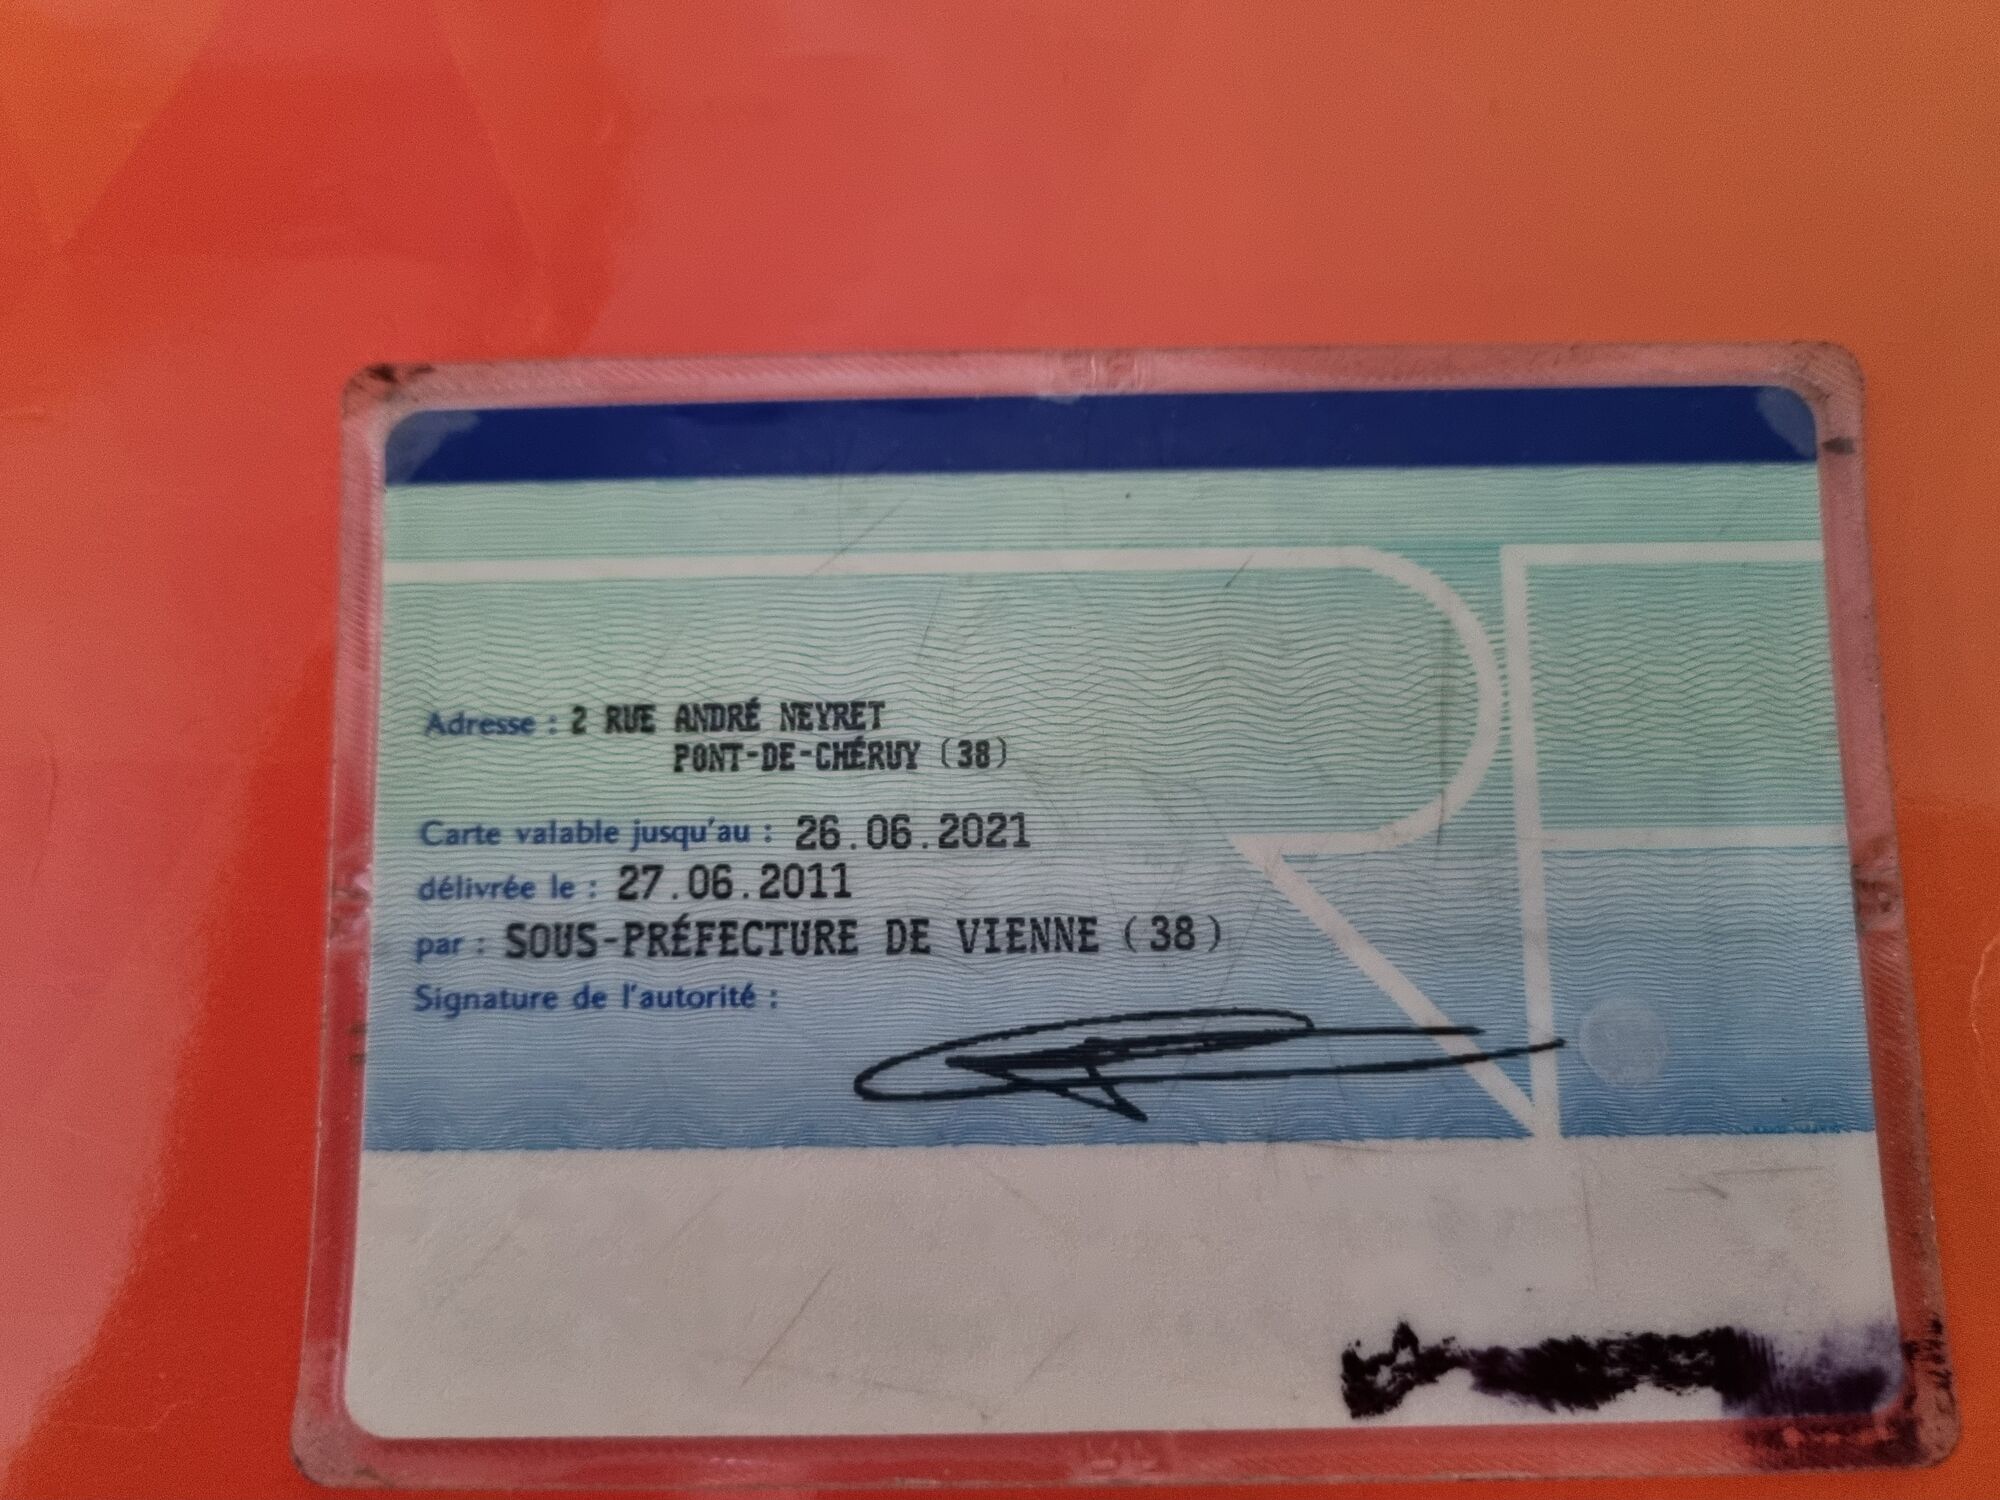 Adresse : 2 RUE ANDRÉ NEYRET
PONT-DE-CHÉRUY (38)
Carte valable jusqu'au : 26.06.2021
délivrée le : 27.06.2011
par : SOUS-PRÉFECTURE DE VIENNE (38)
Signature de l'autorité :